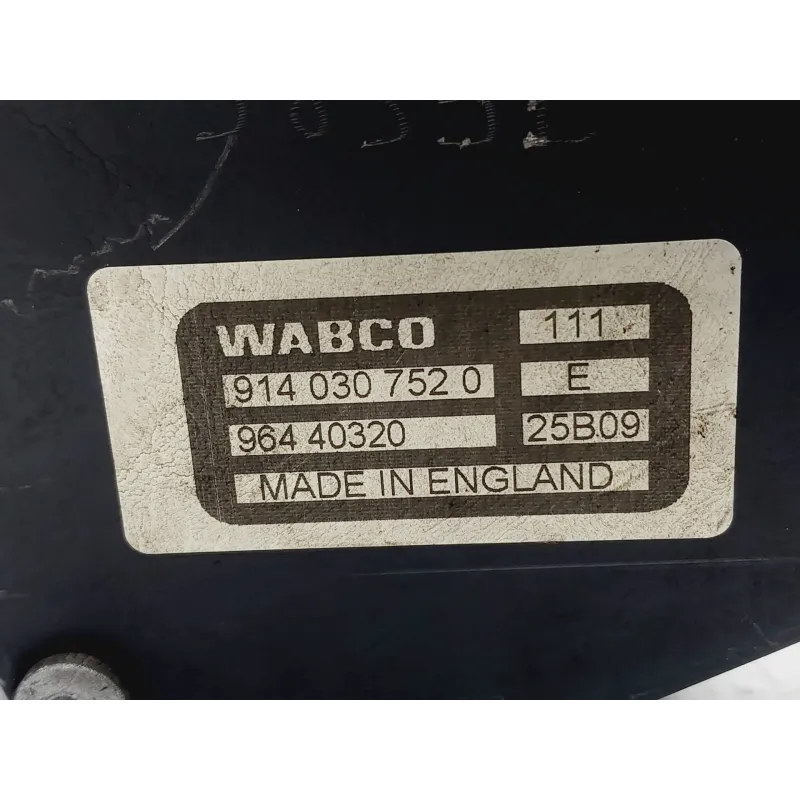 WABCO 111
914 030 752 0 E
964 40320 25B09
MADE IN ENGLAND